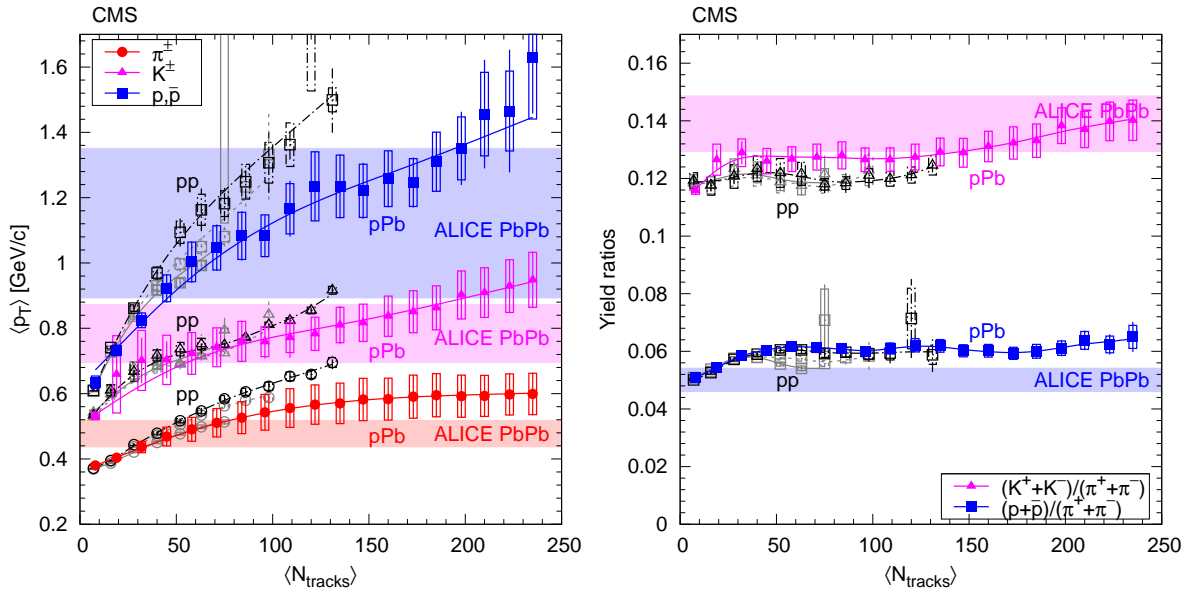 CMS
π±
K±
p,p̄
pp
pPb
ALICE PbPb
pp
ALICE PbPb
pPb
pp
pPb
ALICE PbPb
⟨pT⟩ [GeV/c]
0.2
0.4
0.6
0.8
1
1.2
1.4
1.6
0
50
100
150
200
250
⟨Ntracks⟩
CMS
ALICE PbPb
pPb
pp
pPb
pp
ALICE PbPb
(K⁺+K⁻)/(π⁺+π⁻)
(p+p̄)/(π⁺+π⁻)
Yield ratios
0
0.02
0.04
0.06
0.08
0.1
0.12
0.14
0.16
0
50
100
150
200
250
⟨Ntracks⟩